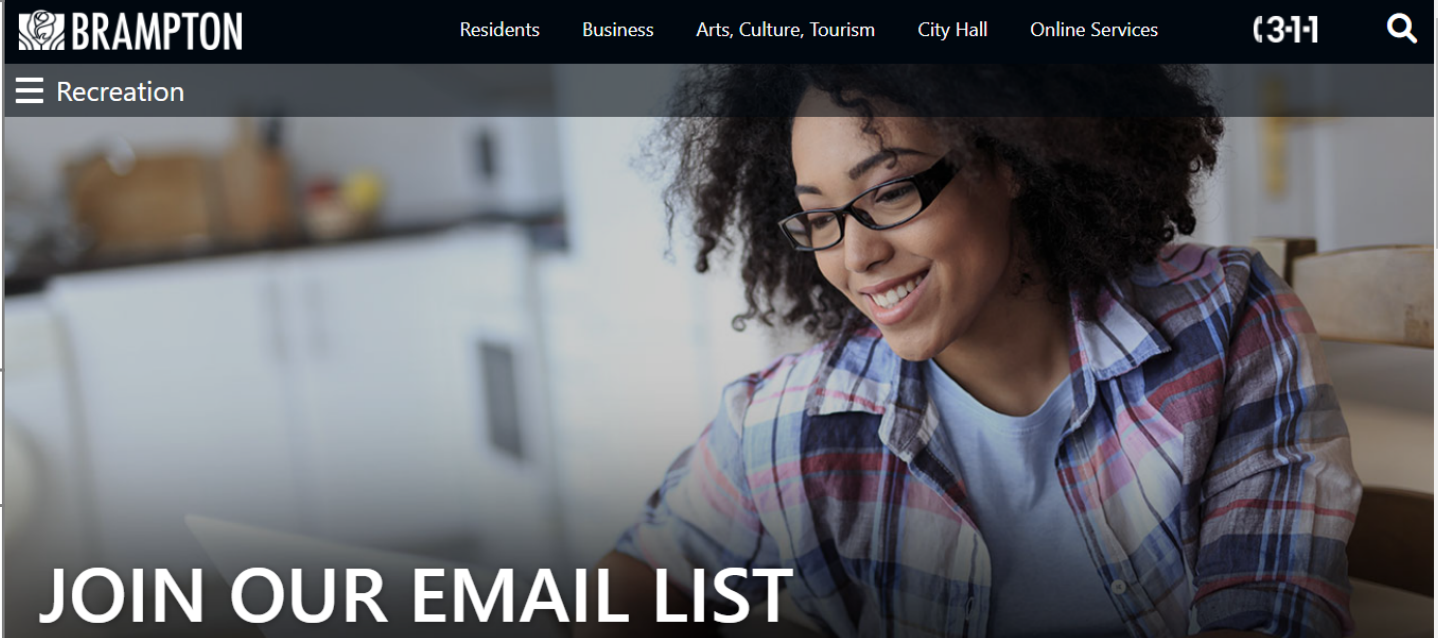 BRAMPTON
Residents Business Arts, Culture, Tourism City Hall Online Services 3-1-1
Recreation
JOIN OUR EMAIL LIST